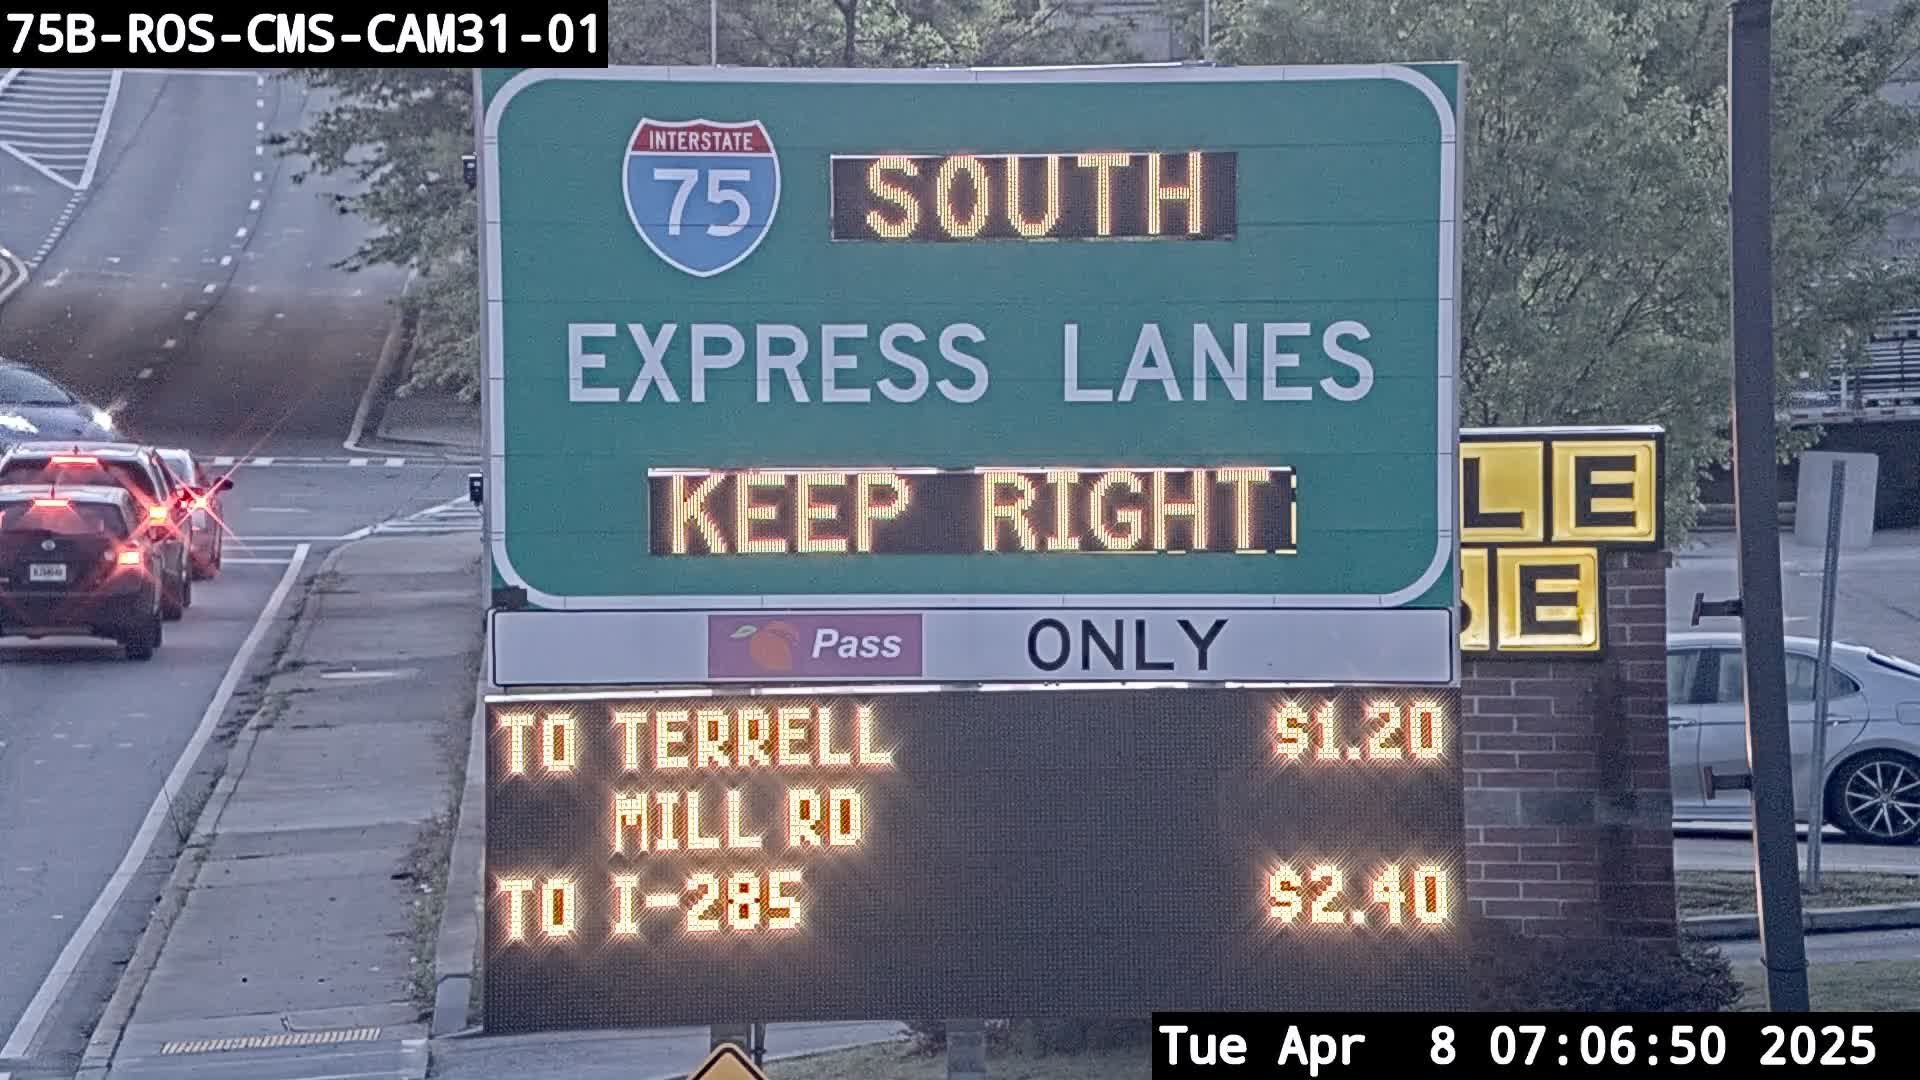 75B-ROS-CMS-CAM31-01
INTERSTATE
75
SOUTH
EXPRESS LANES
KEEP RIGHT
Pass ONLY
LE
E
TO TERRELL $1.20
MILL RD
TO I-285 $2.40
Tue Apr 8 07:06:50 2025